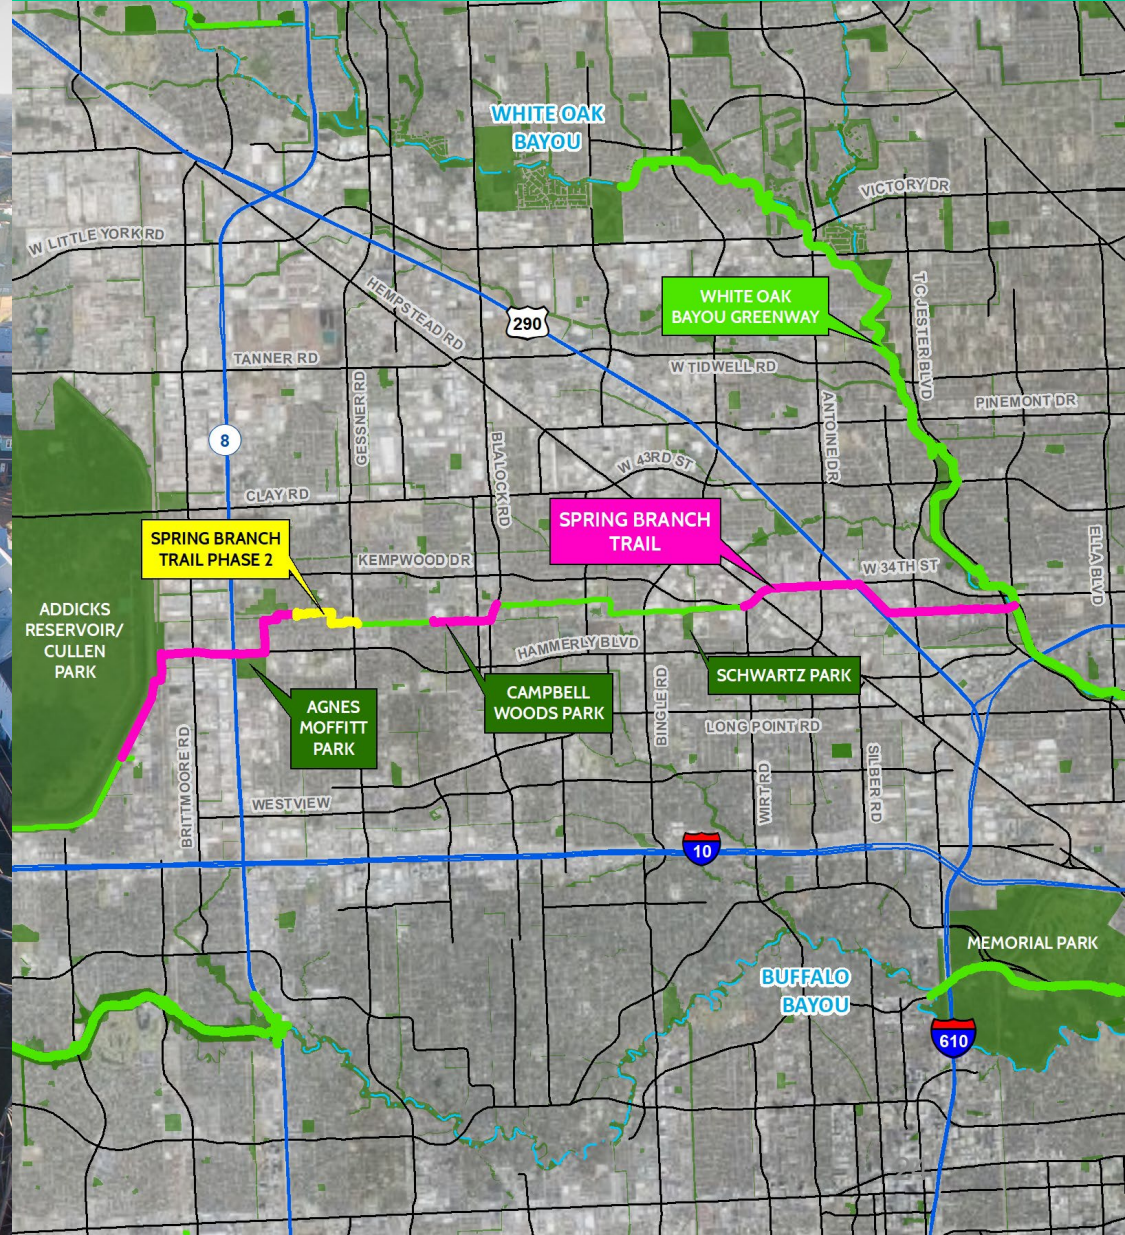 WHITE OAK
BAYOU
VICTORY DR
W LITTLE YORK RD
HEMPSTEAD RD
WHITE OAK
BAYOU GREENWAY
T C JESTER BLVD
290
TANNER RD
W TIDWELL RD
GESSNER RD
ANTOINE DR
PINEMONT DR
8
BLALOCK RD
W 43RD ST
CLAY RD
SPRING BRANCH
TRAIL
SPRING BRANCH
TRAIL PHASE 2
KEMPWOOD DR
W 34TH ST
ELLA BLVD
ADDICKS
RESERVOIR/
CULLEN
PARK
HAMMERLY BLVD
SCHWARTZ PARK
CAMPBELL
WOODS PARK
AGNES
MOFFITT
PARK
BINGLE RD
LONG POINT RD
BRITTMOORE RD
SILBER RD
WIRT RD
WESTVIEW
10
MEMORIAL PARK
BUFFALO
BAYOU
610